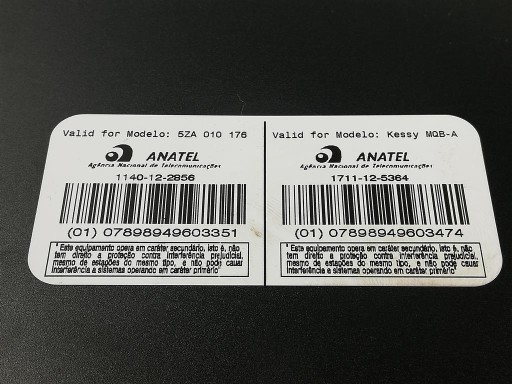 Valid for Modelo: 5ZA 010 176
ANATEL
Agência Nacional de Telecomunicações
1140-12-2856
(01) 07898949603351
"Este equipamento opera em caráter secundário, isto é, não
tem direito a proteção contra interferência prejudicial,
mesmo de estações do mesmo tipo, e não pode causar
interferência a sistemas operando em caráter primário"
Valid for Modelo: Kessy MQB-A
ANATEL
Agência Nacional de Telecomunicações
1711-12-5364
(01) 07898949603474
"Este equipamento opera em caráter secundário, isto é, não
tem direito a proteção contra interferência prejudicial,
mesmo de estações do mesmo tipo, e não pode causar
interferência a sistemas operando em caráter primário"